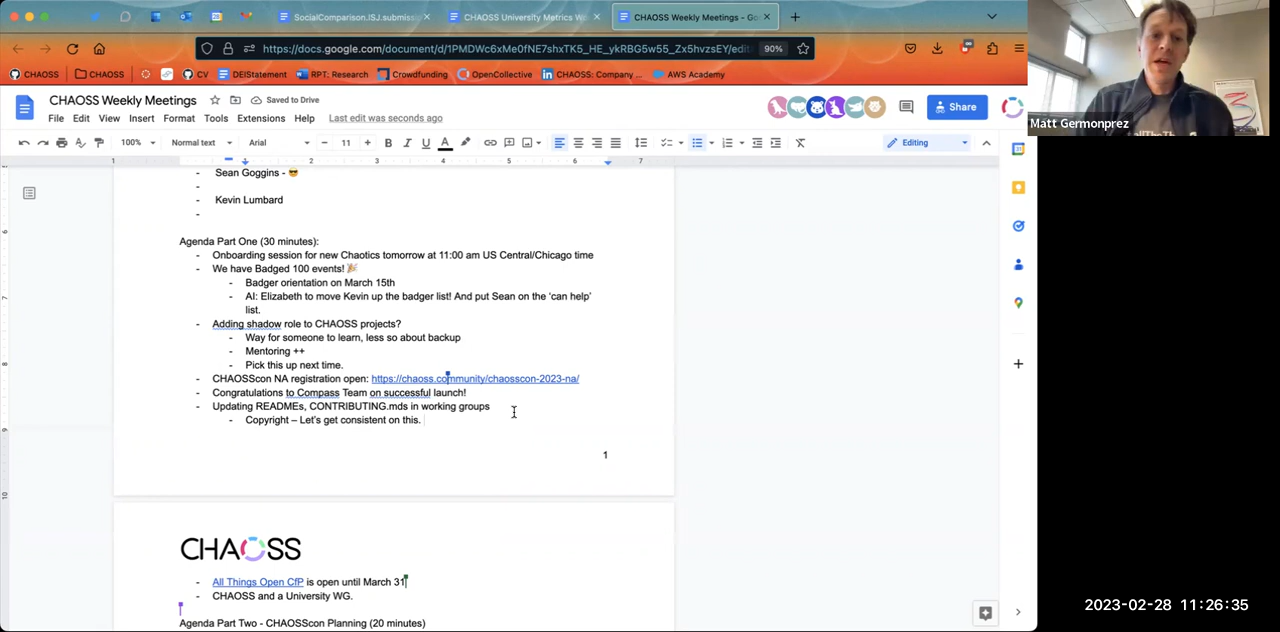 SocialComparison.ISJ.submiss
CHAOSS University Metrics W
CHAOSS Weekly Meetings - Go
https://docs.google.com/document/d/1PMDWc6xMe0fNE7shxTK5_HE_ykRBG5w55_Zx5hvzsEY/edit
90%
CHAOSS
CHAOSS
CV
DEIStatement
RPT: Research
Crowdfunding
OpenCollective
CHAOSS: Company ...
AWS Academy
CHAOSS Weekly Meetings
Saved to Drive
File Edit View Insert Format Tools Extensions Help Last edit was seconds ago
Share
100% Normal text Arial 11 Editing
1 2 3 4 5 6 7
- Sean Goggins - 😎
-
- Kevin Lumbard
-
Agenda Part One (30 minutes):
- Onboarding session for new Chaotics tomorrow at 11:00 am US Central/Chicago time
- We have Badged 100 events! 🎉
- Badger orientation on March 15th
- AI: Elizabeth to move Kevin up the badger list! And put Sean on the 'can help'
list.
- Adding shadow role to CHAOSS projects?
- Way for someone to learn, less so about backup
- Mentoring ++
- Pick this up next time.
- CHAOSScon NA registration open: https://chaoss.community/chaosscon-2023-na/
- Congratulations to Compass Team on successful launch!
- Updating READMEs, CONTRIBUTING.mds in working groups
- Copyright – Let's get consistent on this.
1
CHAOSS
- All Things Open CfP is open until March 31
- CHAOSS and a University WG.
Agenda Part Two - CHAOSScon Planning (20 minutes)
Matt Germonprez
2023-02-28 11:26:35